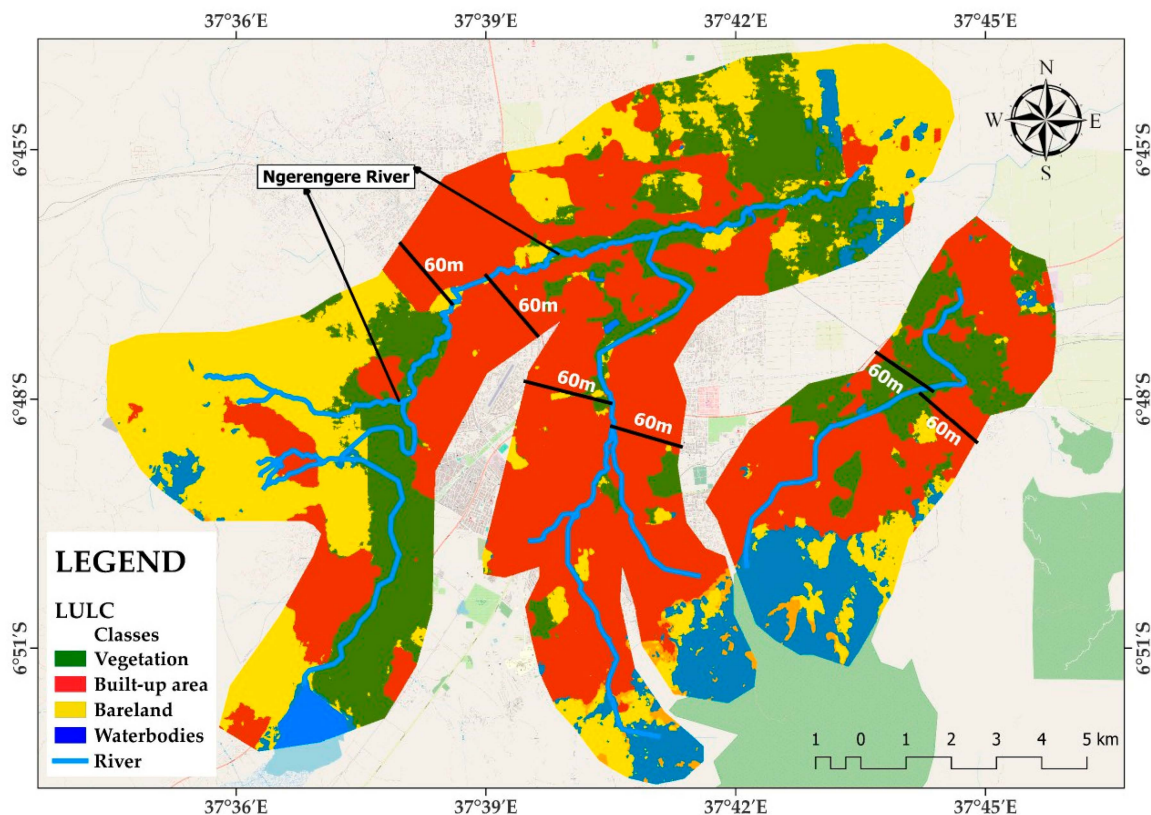 37°36′E 37°39′E 37°42′E 37°45′E
N
W E
S
6°45′S 6°45′S
Ngerengere River
60m
60m
60m
60m
60m
60m
6°48′S 6°48′S
LEGEND
LULC
Classes
Vegetation
Built-up area
Bareland
Waterbodies
River
6°51′S 6°51′S
1 0 1 2 3 4 5 km
37°36′E 37°39′E 37°42′E 37°45′E